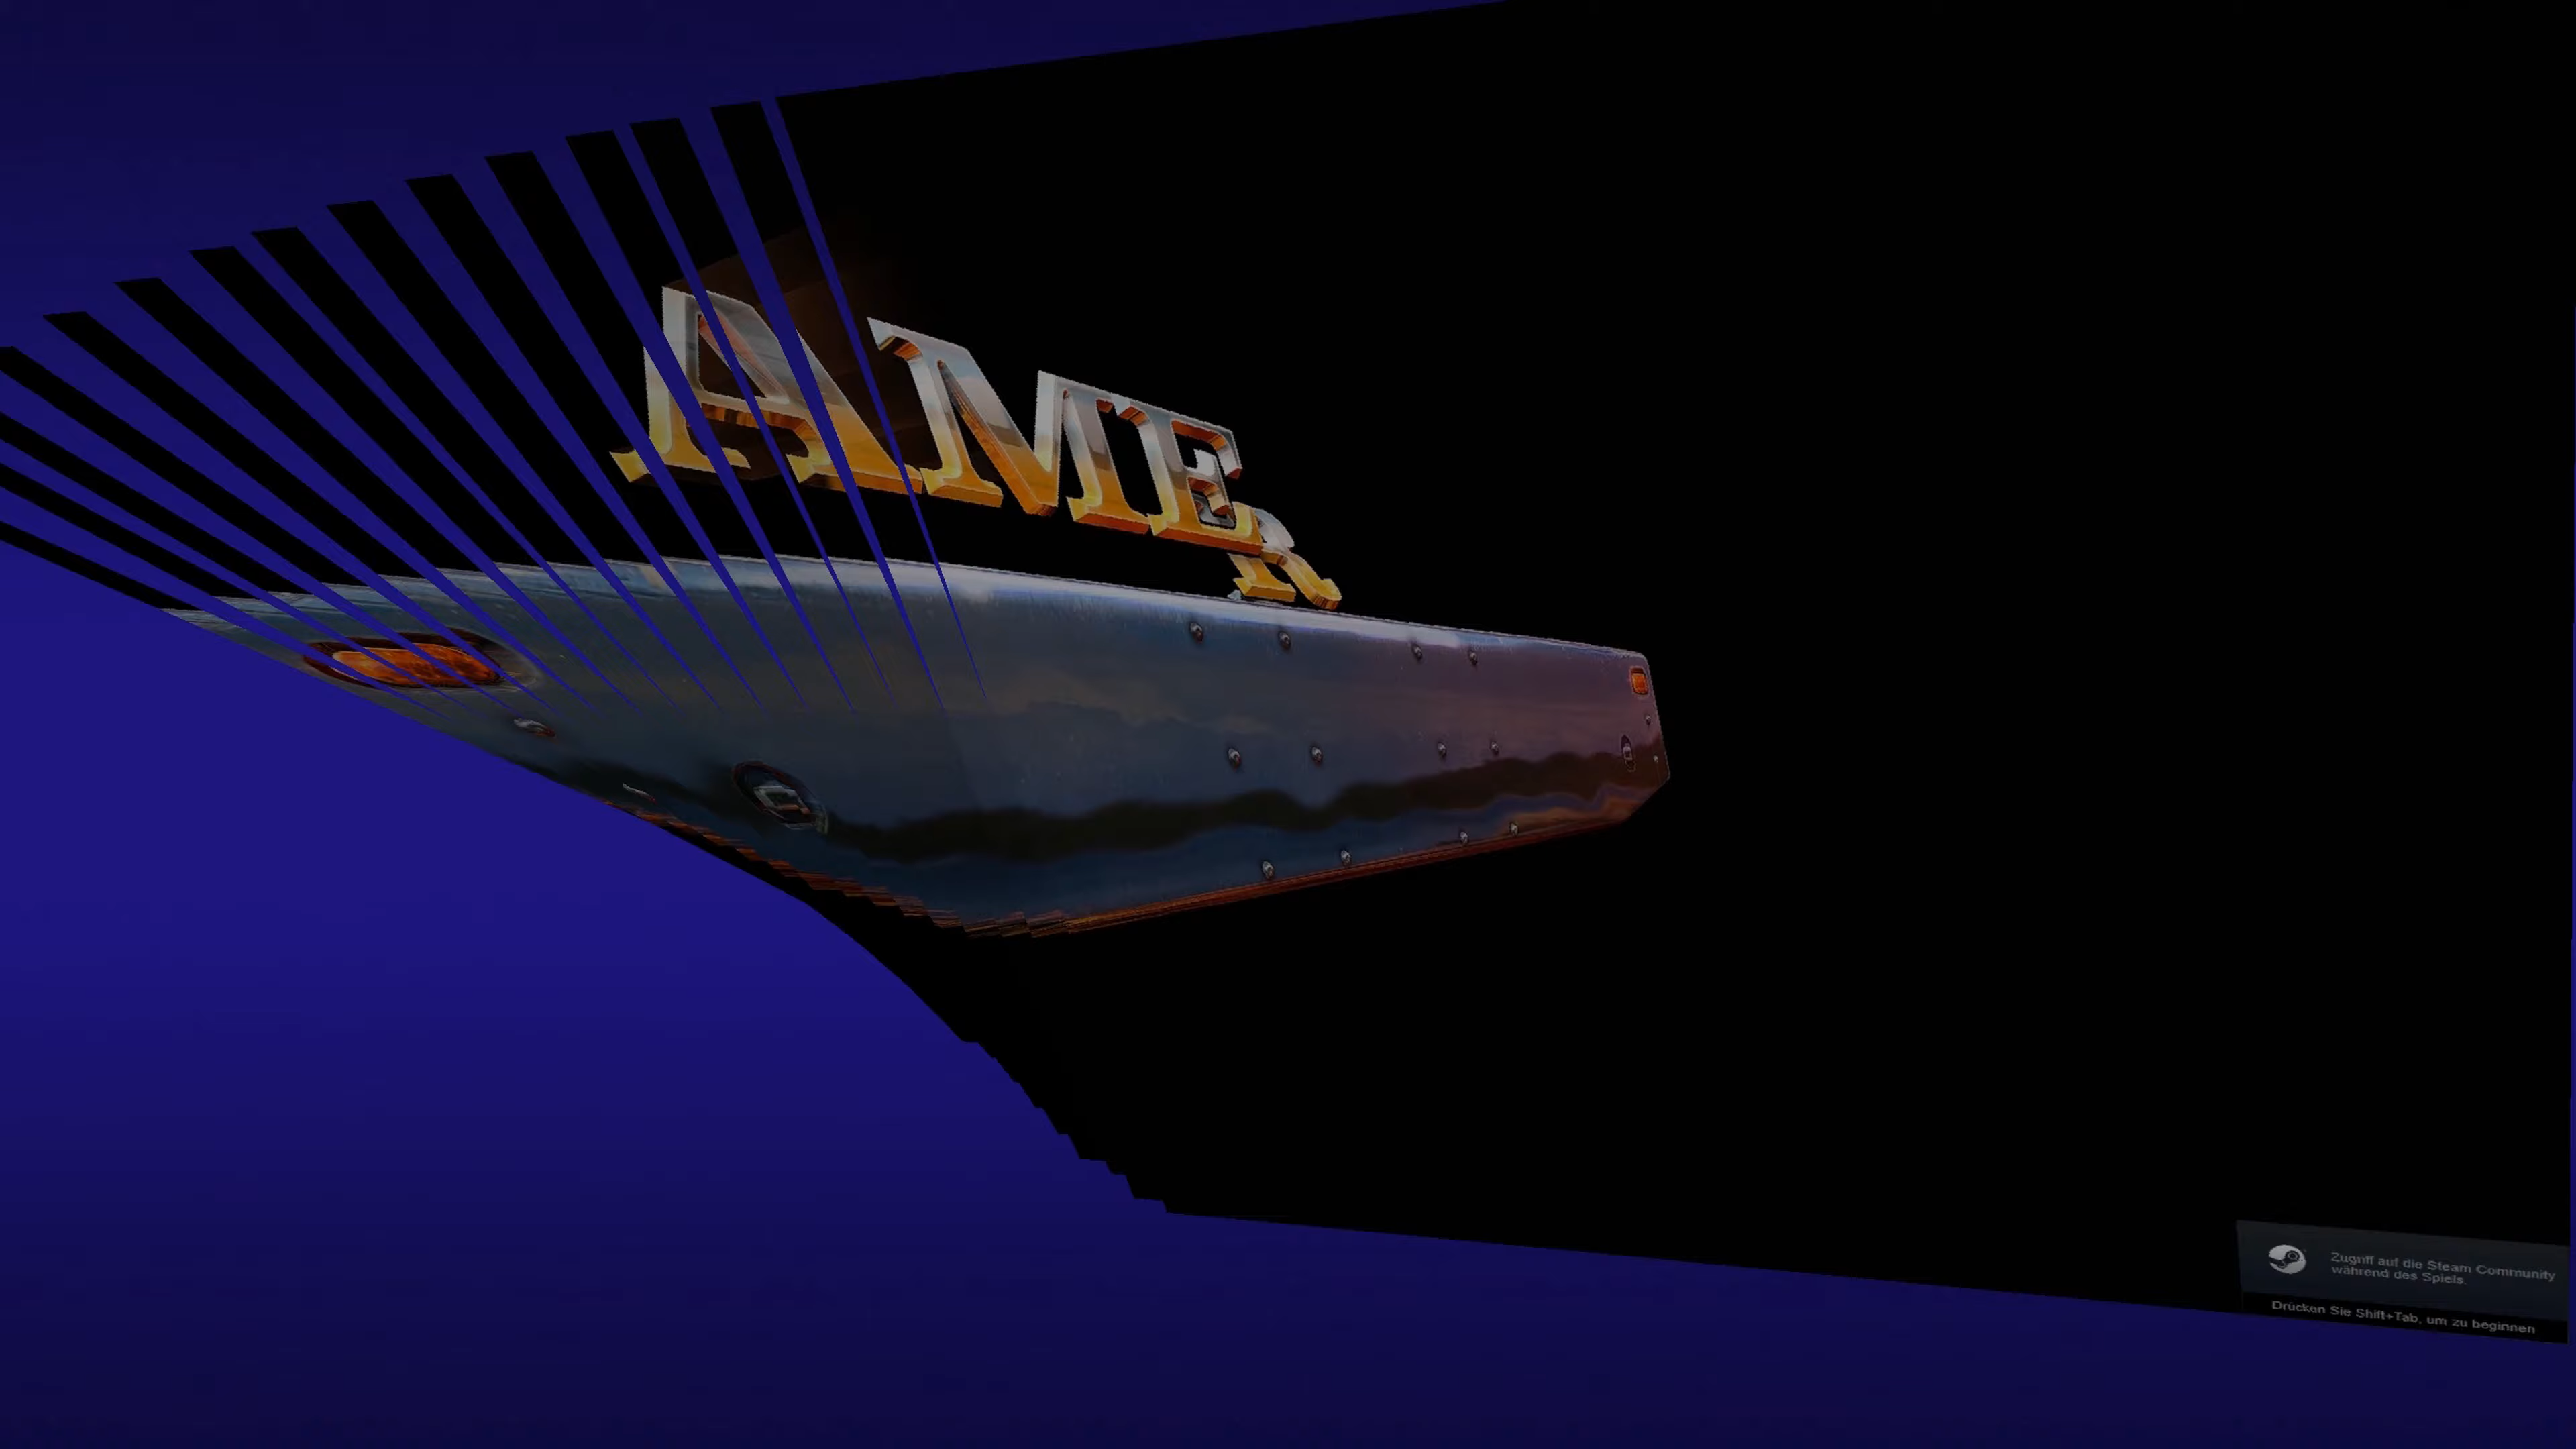 AMER
Zugriff auf die Steam Community
während des Spiels.
Drücken Sie Shift+Tab, um zu beginnen